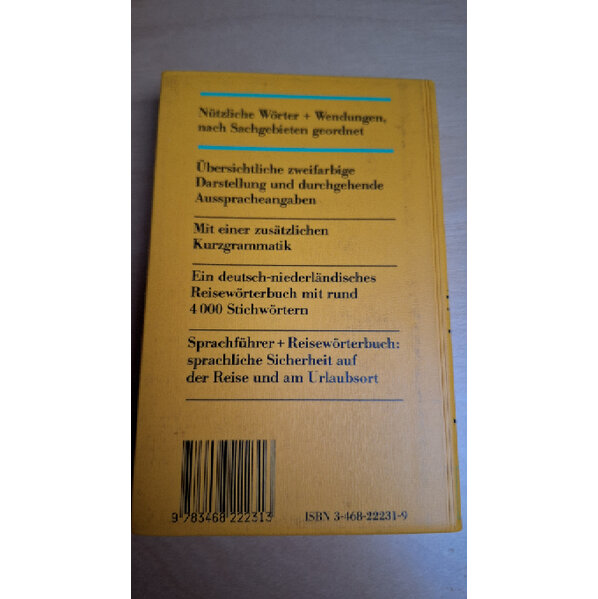 Nützliche Wörter + Wendungen,
nach Sachgebieten geordnet
Übersichtliche zweifarbige
Darstellung und durchgehende
Ausspracheangaben
Mit einer zusätzlichen
Kurzgrammatik
Ein deutsch-niederländisches
Reisewörterbuch mit rund
4 000 Stichwörtern
Sprachführer + Reisewörterbuch:
sprachliche Sicherheit auf
der Reise und am Urlaubsort
9 783468 222313
ISBN 3-468-22231-9